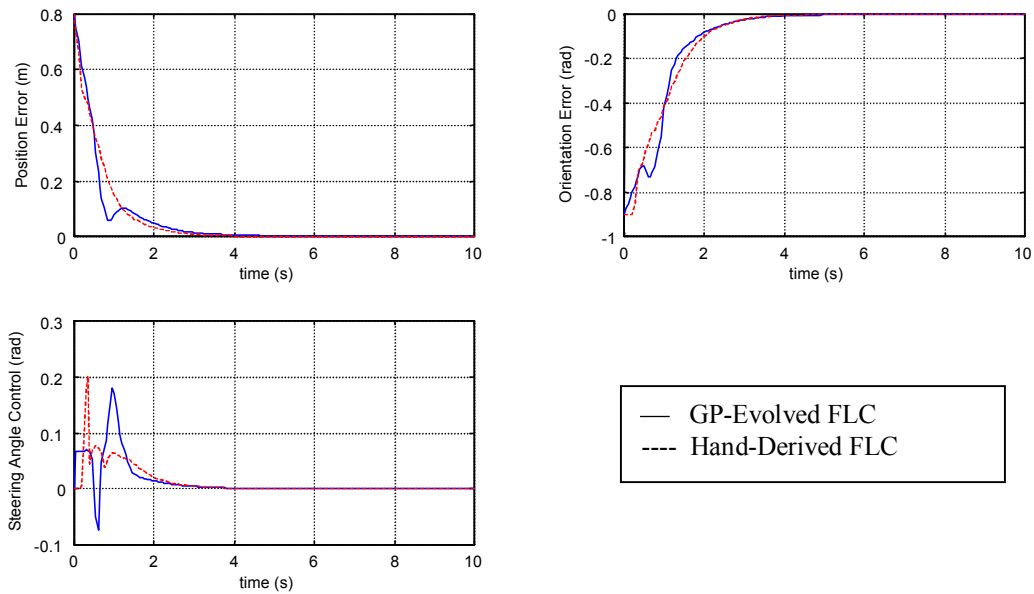 0.8
0.6
0.4
0.2
0
Position Error (m)
0 2 4 6 8 10
time (s)
0
-0.2
-0.4
-0.6
-0.8
-1
Orientation Error (rad)
0 2 4 6 8 10
time (s)
0.3
0.2
0.1
0
-0.1
Steering Angle Control (rad)
0 2 4 6 8 10
time (s)
GP-Evolved FLC
Hand-Derived FLC